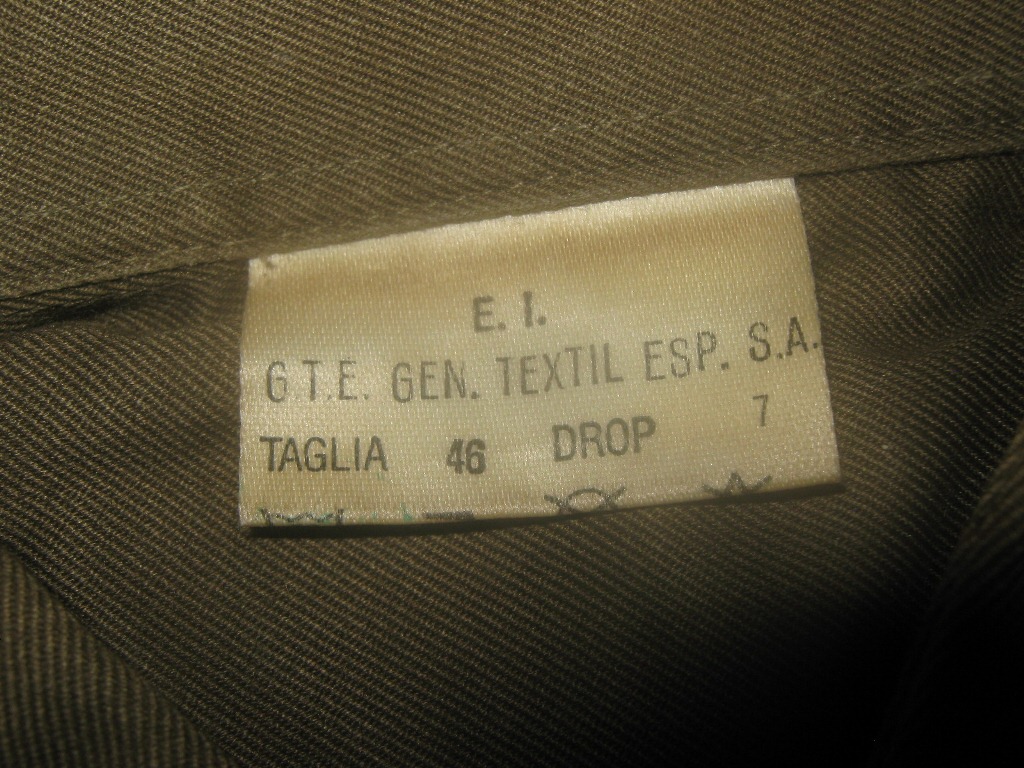 E. I.
G.T.E. GEN. TEXTIL ESP. S.A.
TAGLIA 46 DROP 7